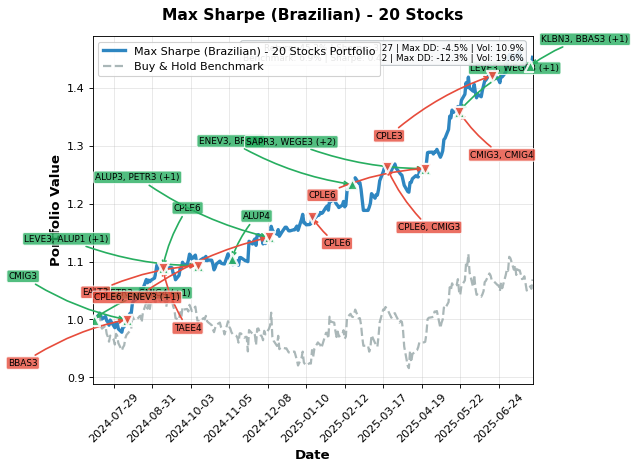 Max Sharpe (Brazilian) - 20 Stocks
KLBN3, BBAS3 (+1)
Max Sharpe (Brazilian) - 20 Stocks Portfolio
Buy & Hold Benchmark
27 | Max DD: -4.5% | Vol: 10.9%
2 | Max DD: -12.3% | Vol: 19.6%
(+1)
CPLE3
SAPR3, WEGE3 (+2)
ENEV3,
CMIG3, CMIG4
ALUP3, PETR3 (+1)
CPLE6
CPLE6
ALUP4
CPLE6, CMIG3
LEVE3, ALUP1 (+1)
CPLE6
CMIG3
CPLE6, ENEV3 (+1)
TAEE4
BBAS3
Portfolio Value
1.4
1.3
1.2
1.1
1.0
0.9
2024-07-29
2024-08-31
2024-10-03
2024-11-05
2024-12-08
2025-01-10
2025-02-12
2025-03-17
2025-04-19
2025-05-22
2025-06-24
Date